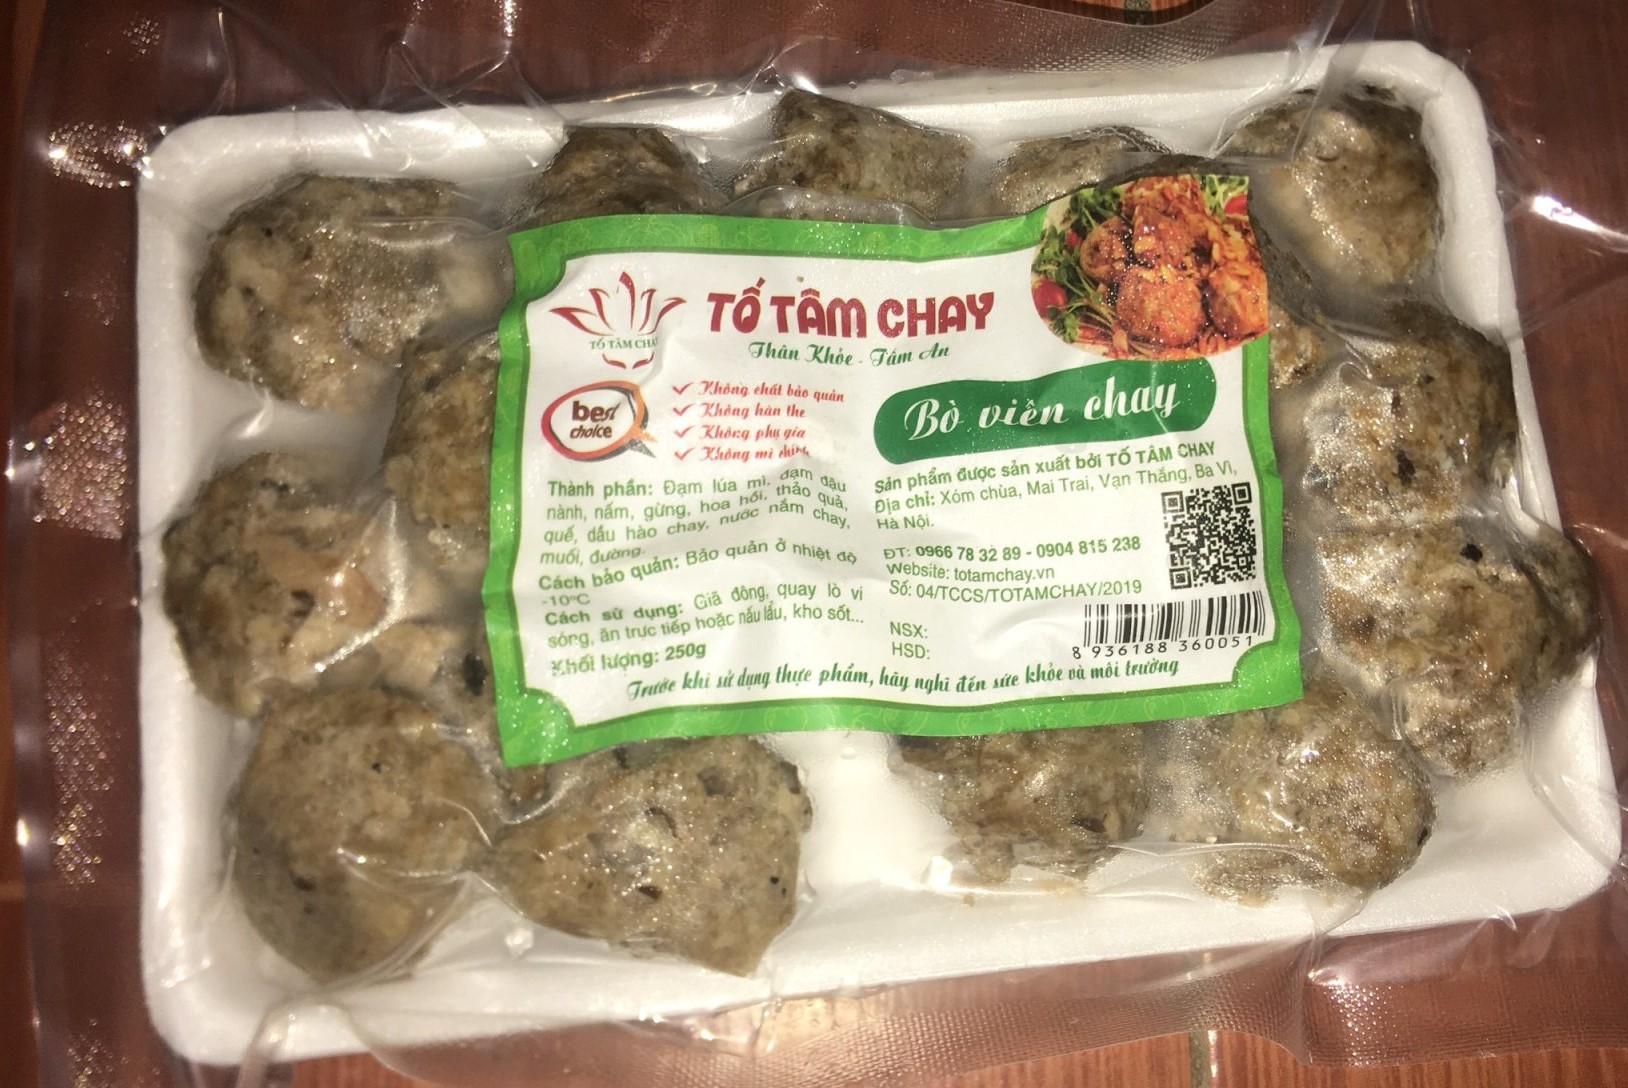 TỐ TÂM CHAY
TỐ TÂM CHAY
Thân Khỏe - Tâm An
best
choice
✓ Không chất bảo quản
✓ Không hàn the
✓ Không phụ gia
✓ Không mì chính
Bò viên chay
Thành phần: Đạm lúa mì, đạm đậu
nành, nấm, gừng, hoa hồi, thảo quả,
quế, dầu hào chay, nước nắm chay,
muối, đường.
Cách bảo quản: Bảo quản ở nhiệt độ
-10°C
Cách sử dụng: Giã đông, quay lò vi
sóng, ăn trực tiếp hoặc nấu lẩu, kho sốt...
Khối lượng: 250g
Sản phẩm được sản xuất bởi TỐ TÂM CHAY
Địa chỉ: Xóm chùa, Mai Trai, Vạn Thắng, Ba Vì,
Hà Nội.
ĐT: 0966 78 32 89 - 0904 815 238
Website: totamchay.vn
Số: 04/TCCS/TOTAMCHAY/2019
NSX:
HSD:
8 936188 360051
Trước khi sử dụng thực phẩm, hãy nghĩ đến sức khỏe và môi trường